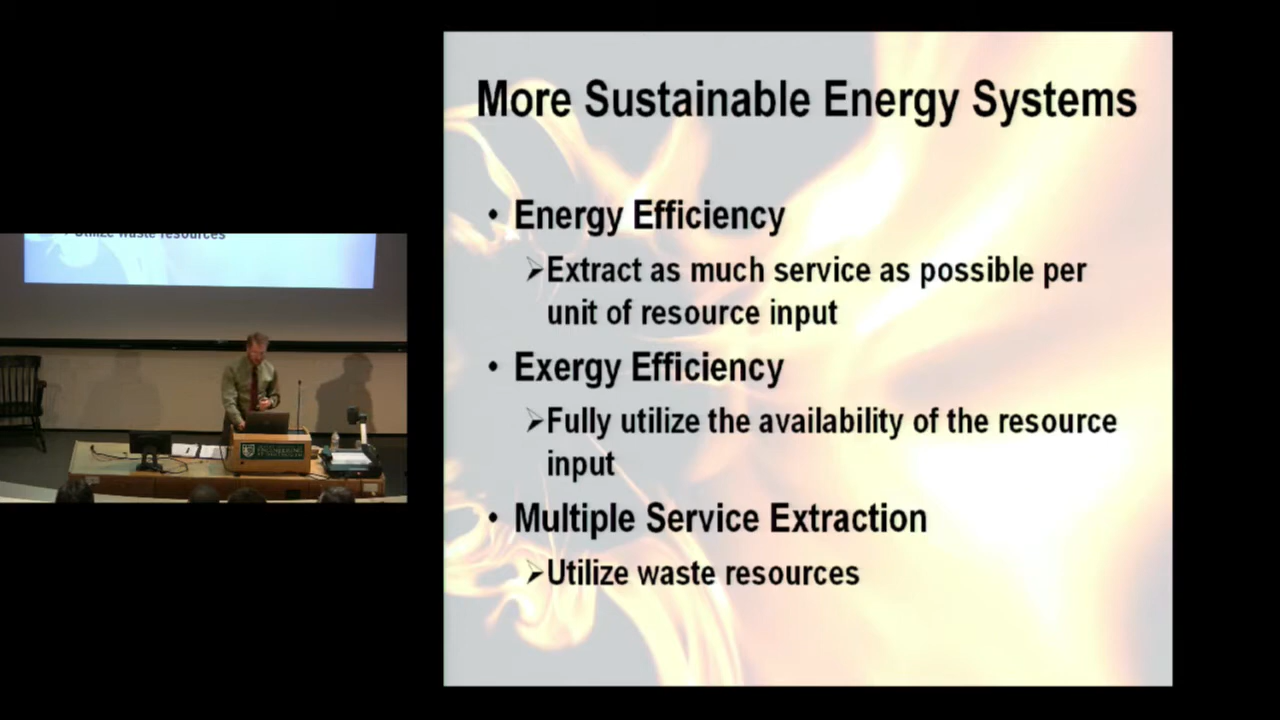 More Sustainable Energy Systems
• Energy Efficiency
➢Extract as much service as possible per
unit of resource input
• Exergy Efficiency
➢Fully utilize the availability of the resource
input
• Multiple Service Extraction
➢Utilize waste resources
Utilize waste resources